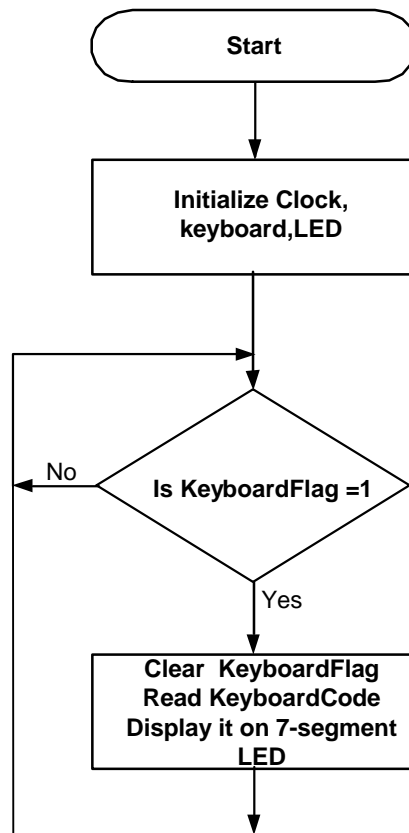 Start
Initialize Clock,
keyboard,LED
No
Is KeyboardFlag =1
Yes
Clear KeyboardFlag
Read KeyboardCode
Display it on 7-segment
LED